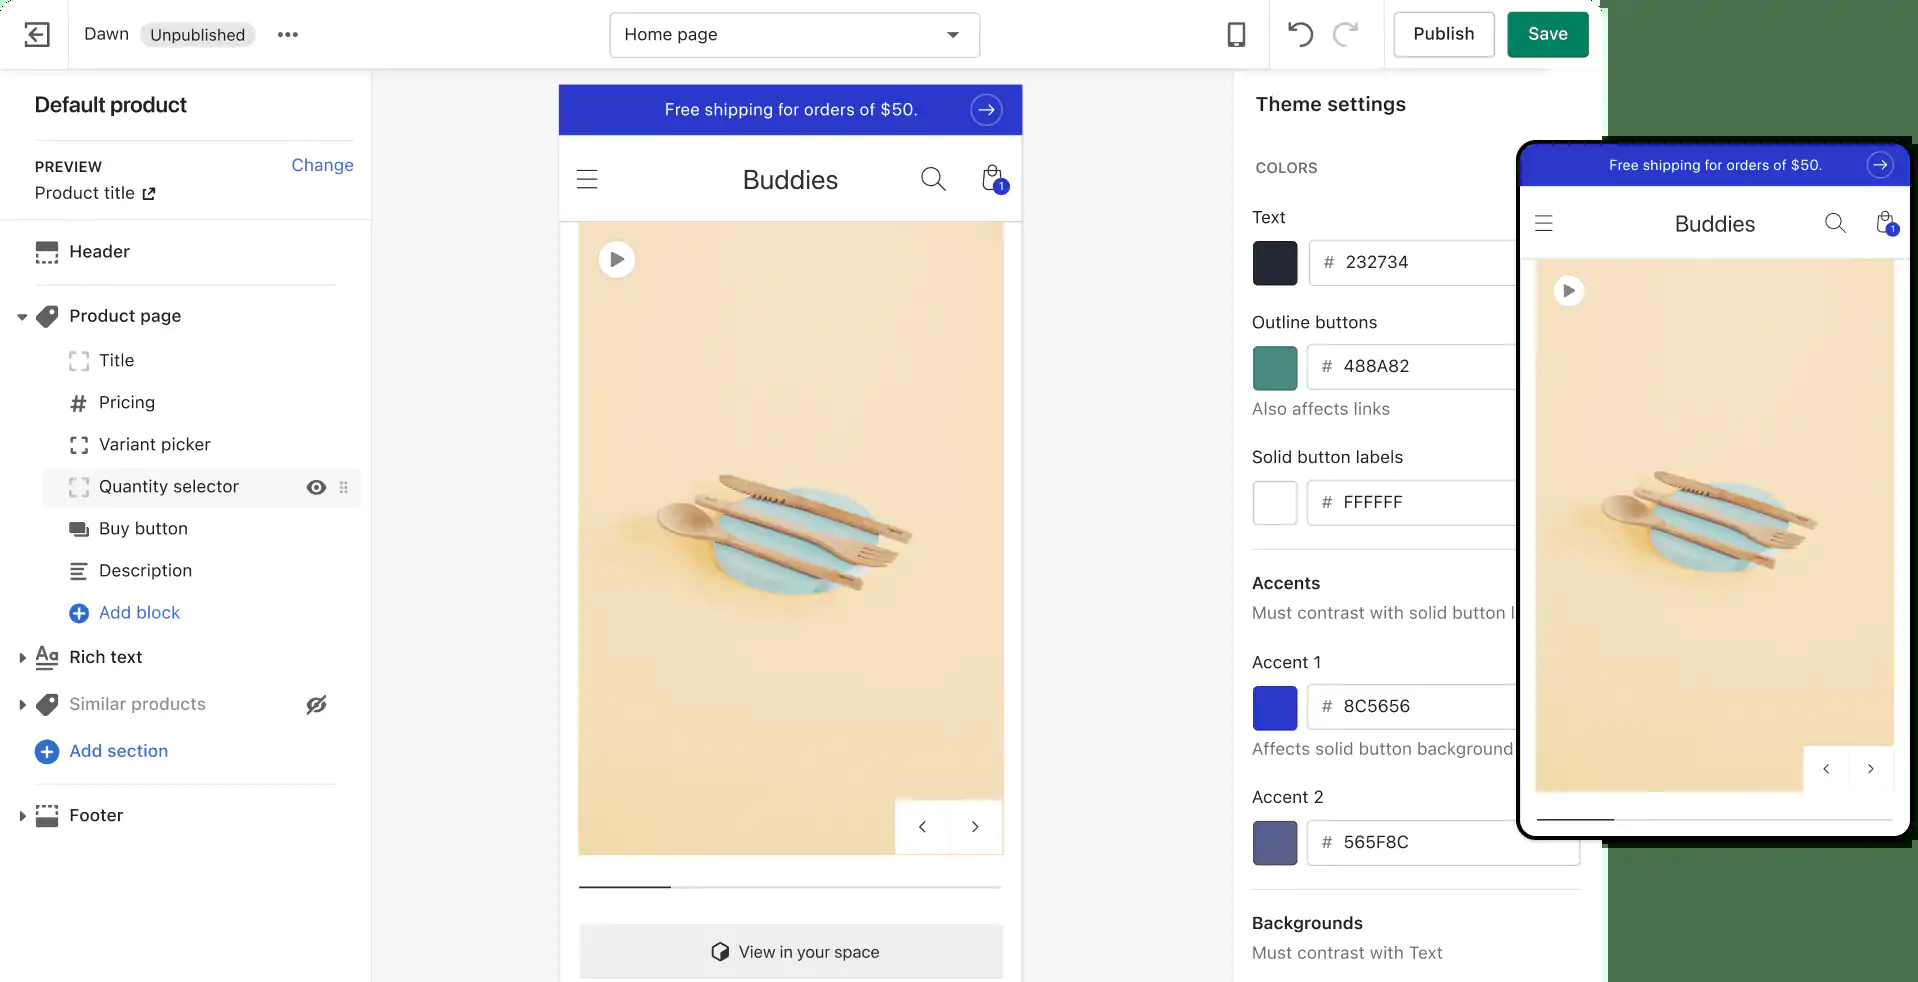 Dawn Unpublished
Home page
Publish
Save
Default product
PREVIEW
Change
Product title
Header
Product page
Title
Pricing
Variant picker
Quantity selector
Buy button
Description
Add block
Rich text
Similar products
Add section
Footer
Free shipping for orders of $50.
Buddies
1
View in your space
Theme settings
COLORS
Text
# 232734
Outline buttons
# 488A82
Also affects links
Solid button labels
# FFFFFF
Accents
Must contrast with solid button l
Accent 1
# 8C5656
Affects solid button background
Accent 2
# 565F8C
Backgrounds
Must contrast with Text
Free shipping for orders of $50.
Buddies
1